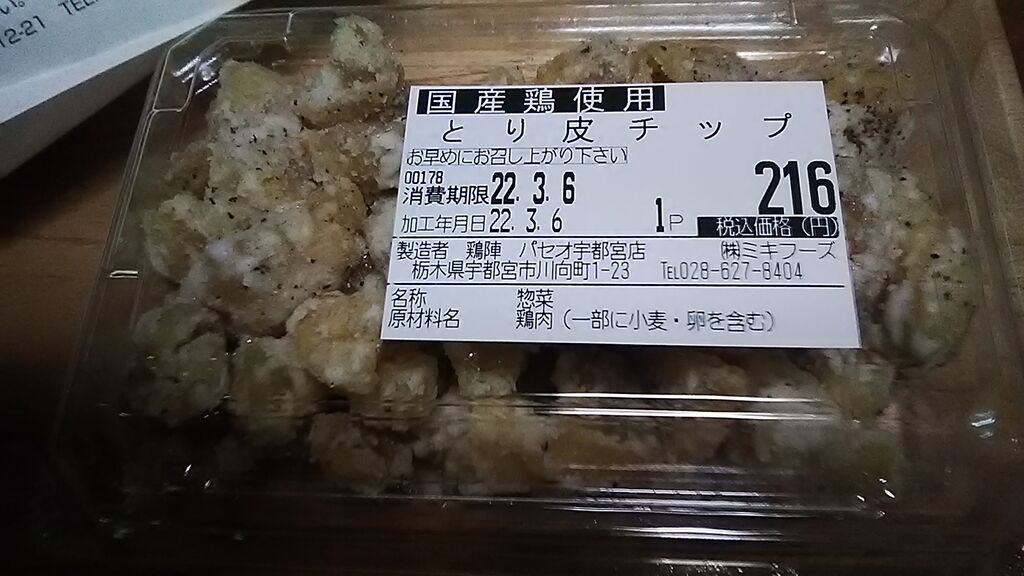 い。
12-21 TEL
国産鶏使用
とり皮チップ
お早めにお召し上がり下さい
00178
消費期限 22. 3. 6
216
加工年月日 22. 3. 6
1P
税込価格(円)
製造者 鶏陣 パセオ宇都宮店 ㈱ミキフーズ
栃木県宇都宮市川向町1-23 TEL028-627-8404
名称 惣菜
原材料名 鶏肉(一部に小麦・卵を含む)